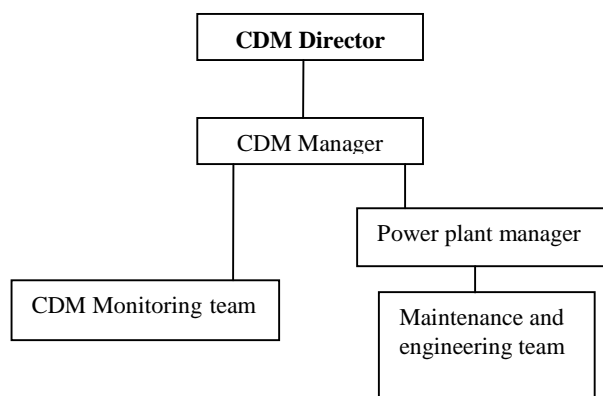 CDM Director
CDM Manager
Power plant manager
CDM Monitoring team
Maintenance and
engineering team